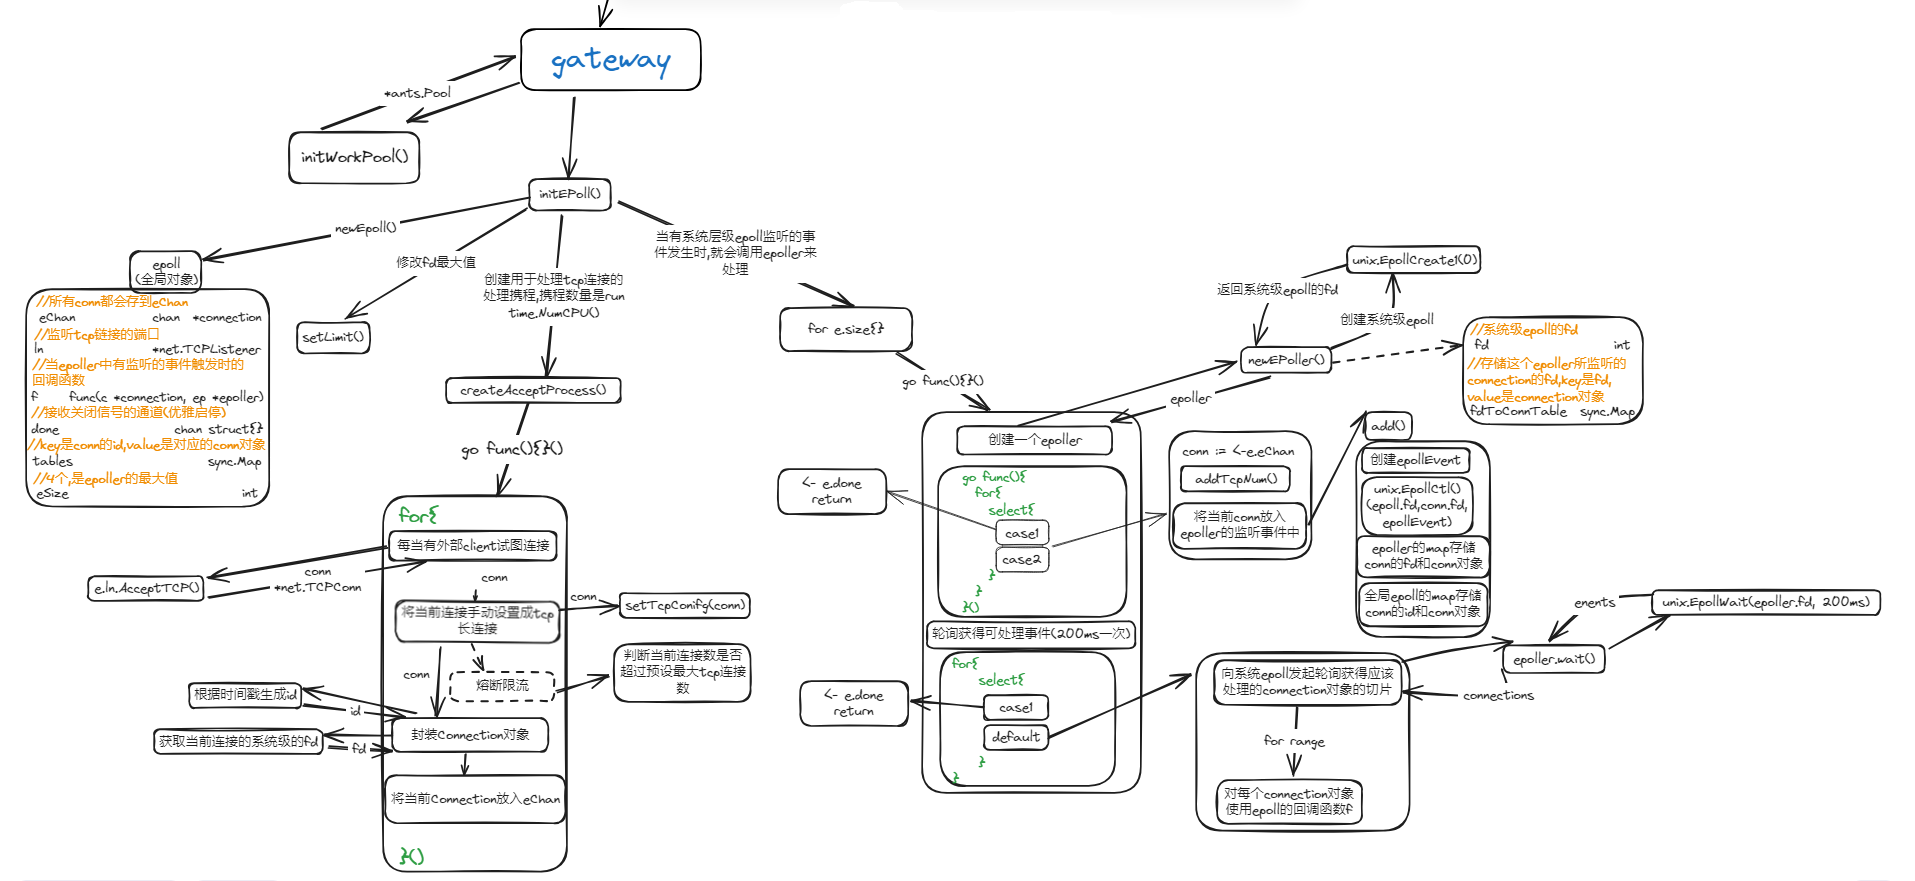 gateway
*ants.Pool
initWorkPool()
initEPoll()
newEpoll()
epoll
(全局对象)
//所有conn都会存到eChan
eChan chan *connection
//监听tcp链接的端口
ln *net.TCPListener
//当epoller中有监听的事件触发时的
回调函数
f func(c *connection, ep *epoller)
//接收关闭信号的通道(优雅启停)
done chan struct{}
//key是conn的id,value是对应的conn对象
tables sync.Map
//4个,是epoller的最大值
eSize int
修改fd最大值
setLimit()
创建用于处理tcp连接的
处理携程,携程数量是run
time.NumCPU()
createAcceptProcess()
go func(){}()
for{
每当有外部client试图连接
conn
*net.TCPConn
e.ln.AcceptTCP()
conn
将当前连接手动设置成tcp
长连接
conn
setTcpConifg(conn)
熔断限流
判断当前连接数是否
超过预设最大tcp连接
数
conn
根据时间戳生成id
id
封装Connection对象
获取当前连接的系统级的fd
fd
将当前Connection放入eChan
}()
当有系统层级epoll监听的事
件发生时,就会调用epoller来
处理
for e.size{}
go func(){}()
创建一个epoller
epoller
newEPoller()
返回系统级epoll的fd
unix.EpollCreate1(0)
创建系统级epoll
//系统级epoll的fd
fd int
//存储这个epoller所监听的
connection的fd,key是fd,
value是connection对象
fdToConnTable sync.Map
go func(){
for{
select{
case1
case2
}
}
}()
<- e.done
return
conn := <-e.eChan
addTcpNum()
将当前conn放入
epoller的监听事件中
add()
创建epollEvent
unix.EpollCtl()
(epoll.fd,conn.fd,
epollEvent)
epoller的map存储
conn的fd和conn对象
全局epoll的map存储
conn的id和conn对象
轮询获得可处理事件(200ms一次)
for{
select{
case1
default
}
}
<- e.done
return
向系统epoll发起轮询获得应该
处理的connection对象的切片
for range
对每个connection对象
使用epoll的回调函数f
epoller.wait()
connections
enents
unix.EpollWait(epoller.fd, 200ms)